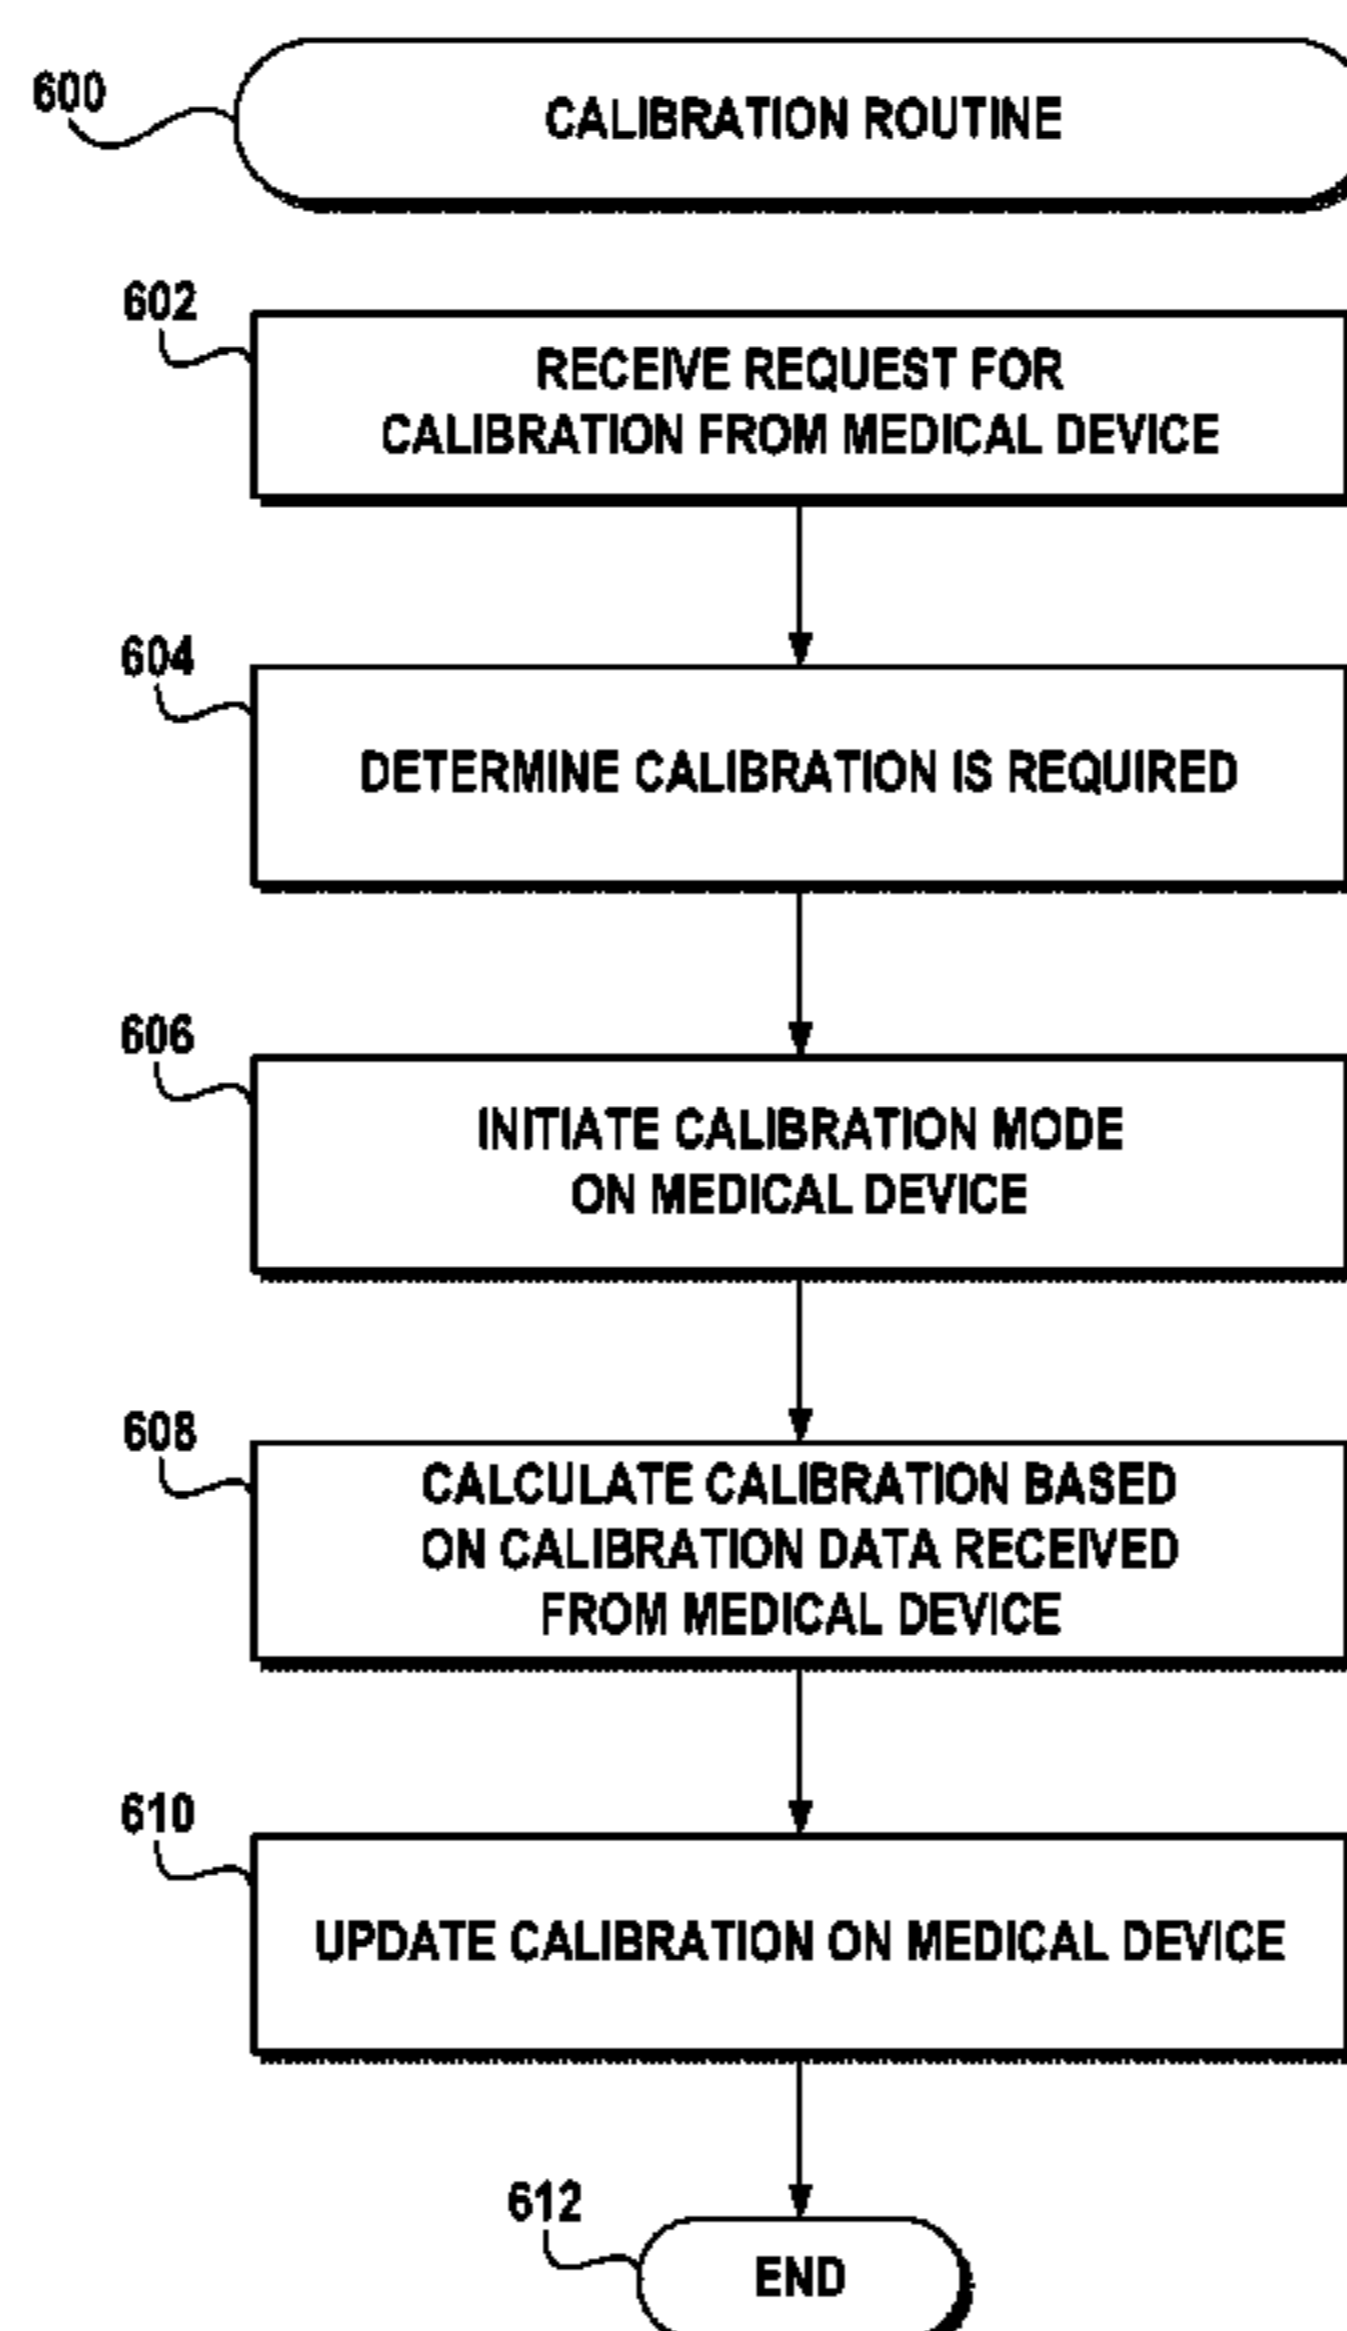 600
CALIBRATION ROUTINE
602
RECEIVE REQUEST FOR
CALIBRATION FROM MEDICAL DEVICE
604
DETERMINE CALIBRATION IS REQUIRED
606
INITIATE CALIBRATION MODE
ON MEDICAL DEVICE
608
CALCULATE CALIBRATION BASED
ON CALIBRATION DATA RECEIVED
FROM MEDICAL DEVICE
610
UPDATE CALIBRATION ON MEDICAL DEVICE
612
END